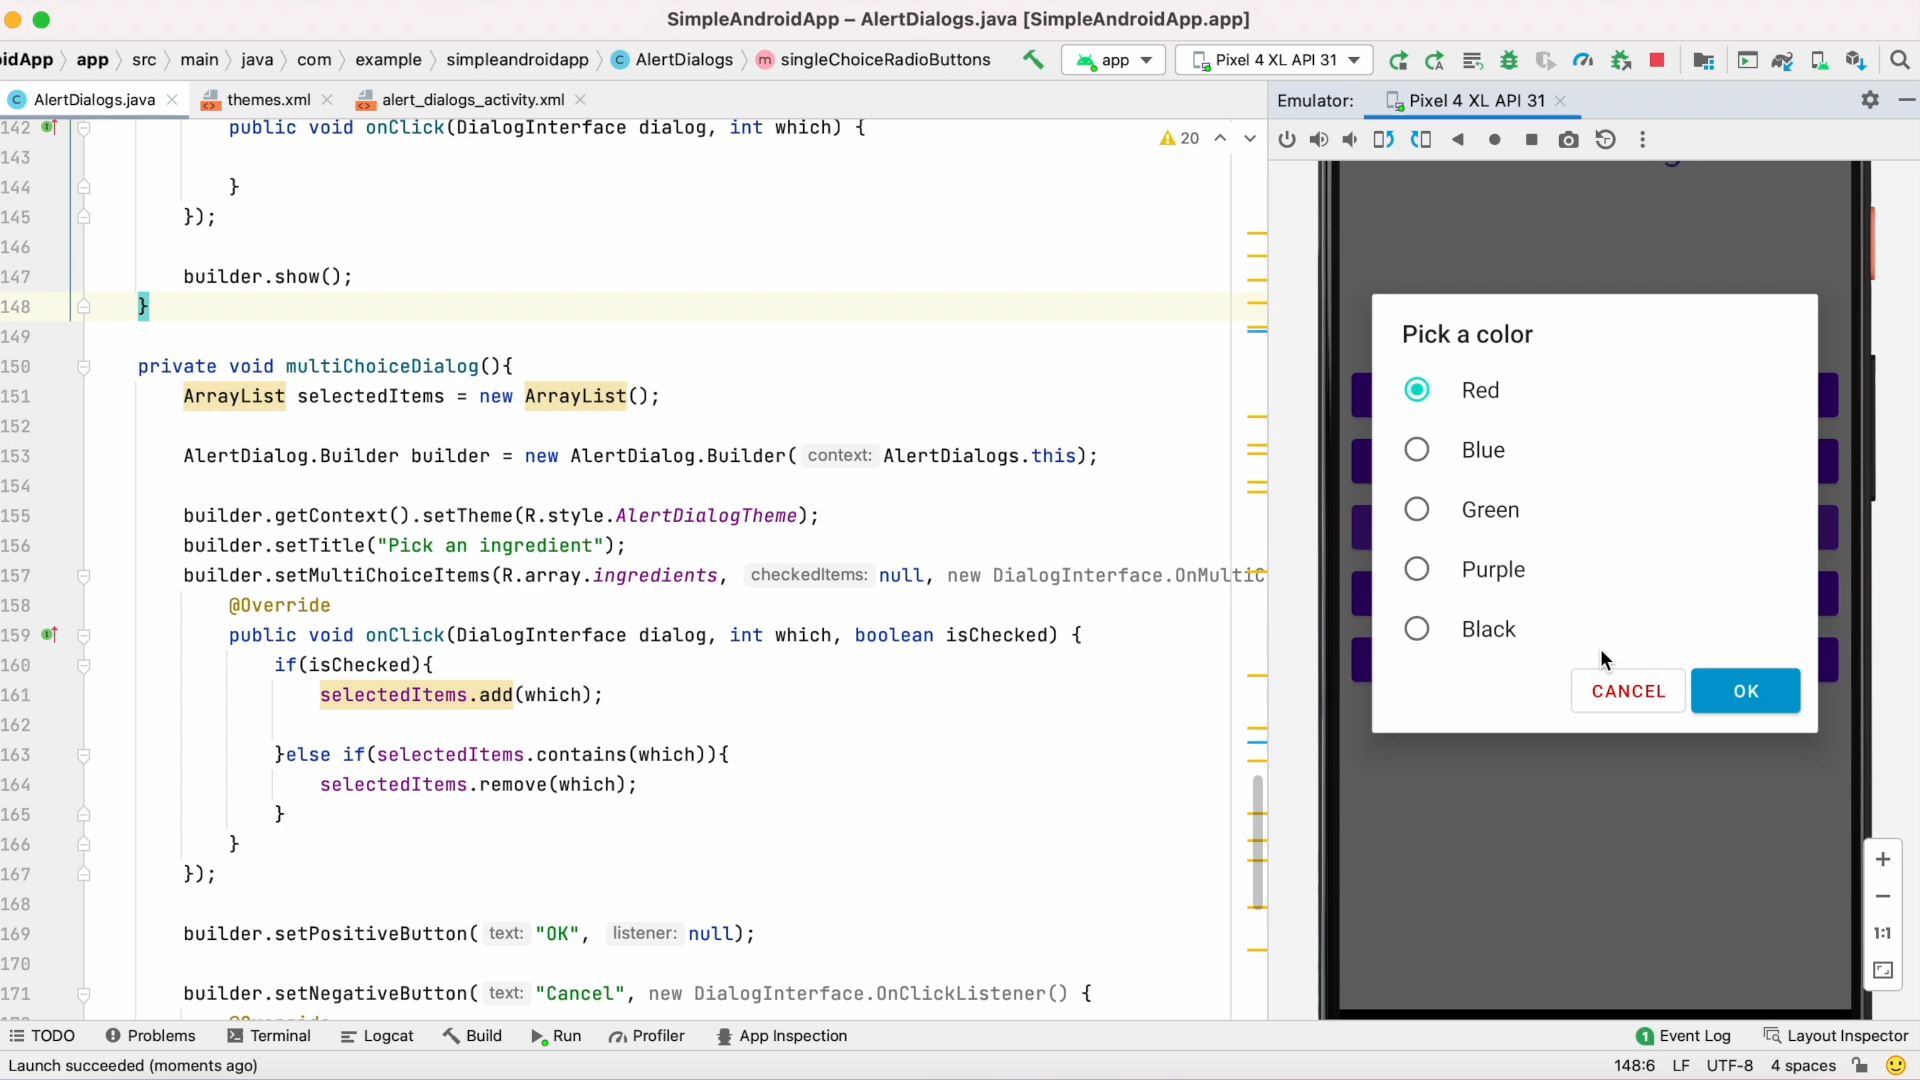 SimpleAndroidApp – AlertDialogs.java [SimpleAndroidApp.app]
oidApp app src main java com example simpleandroidapp AlertDialogs singleChoiceRadioButtons app Pixel 4 XL API 31
AlertDialogs.java themes.xml alert_dialogs_activity.xml Emulator: Pixel 4 XL API 31
142 public void onClick(DialogInterface dialog, int which) { 20
143
144 }
145 });
146
147 builder.show();
148 }
149
150 private void multiChoiceDialog(){
151 ArrayList selectedItems = new ArrayList();
152
153 AlertDialog.Builder builder = new AlertDialog.Builder( context: AlertDialogs.this);
154
155 builder.getContext().setTheme(R.style.AlertDialogTheme);
156 builder.setTitle("Pick an ingredient");
157 builder.setMultiChoiceItems(R.array.ingredients, checkedItems: null, new DialogInterface.OnMultiC
158 @Override
159 public void onClick(DialogInterface dialog, int which, boolean isChecked) {
160 if(isChecked){
161 selectedItems.add(which);
162
163 }else if(selectedItems.contains(which)){
164 selectedItems.remove(which);
165 }
166 }
167 });
168
169 builder.setPositiveButton( text: "OK", listener: null);
170
171 builder.setNegativeButton( text: "Cancel", new DialogInterface.OnClickListener() {
Pick a color
Red
Blue
Green
Purple
Black
CANCEL OK
1:1
TODO Problems Terminal Logcat Build Run Profiler App Inspection 1 Event Log Layout Inspector
Launch succeeded (moments ago) 148:6 LF UTF-8 4 spaces